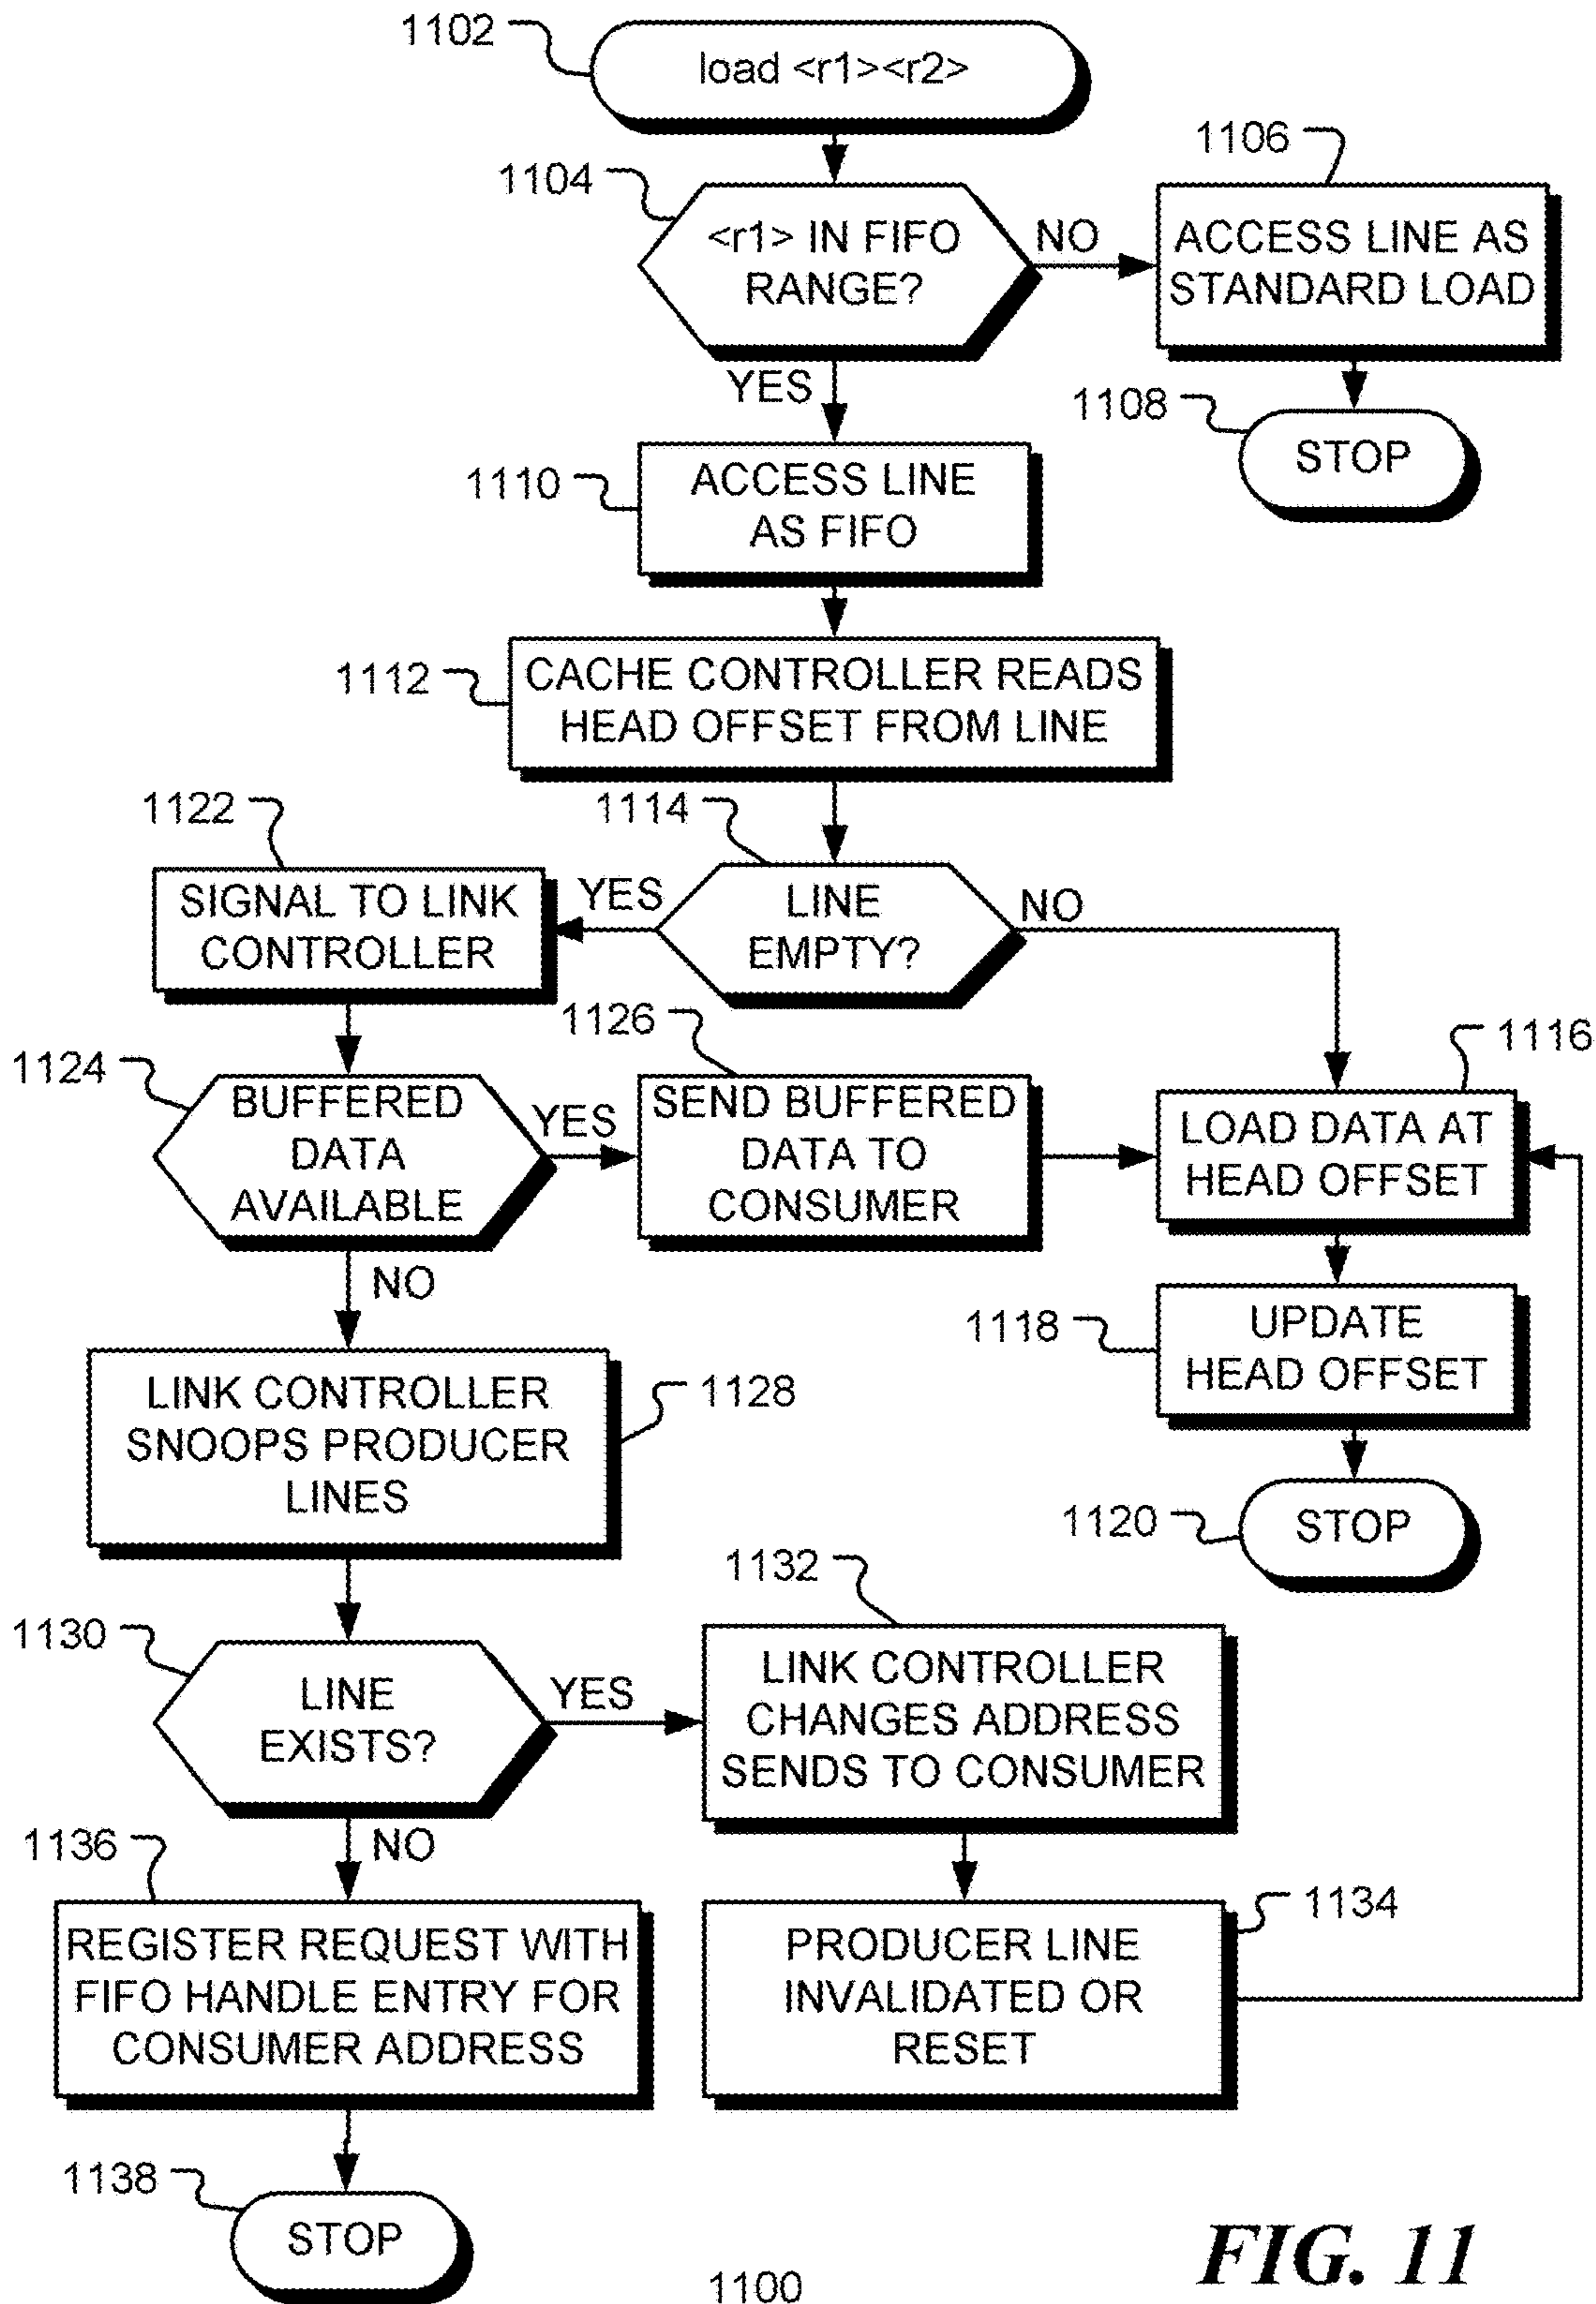 1102
load <r1><r2>
1104
<r1> IN FIFO
RANGE?
NO
1106
ACCESS LINE AS
STANDARD LOAD
YES
1108
STOP
1110
ACCESS LINE
AS FIFO
1112
CACHE CONTROLLER READS
HEAD OFFSET FROM LINE
1114
LINE
EMPTY?
YES
NO
1122
SIGNAL TO LINK
CONTROLLER
1124
BUFFERED
DATA
AVAILABLE
YES
1126
SEND BUFFERED
DATA TO
CONSUMER
1116
LOAD DATA AT
HEAD OFFSET
1118
UPDATE
HEAD OFFSET
1120
STOP
NO
1128
LINK CONTROLLER
SNOOPS PRODUCER
LINES
1130
LINE
EXISTS?
YES
1132
LINK CONTROLLER
CHANGES ADDRESS
SENDS TO CONSUMER
1134
PRODUCER LINE
INVALIDATED OR
RESET
NO
1136
REGISTER REQUEST WITH
FIFO HANDLE ENTRY FOR
CONSUMER ADDRESS
1138
STOP
1100
FIG. 11